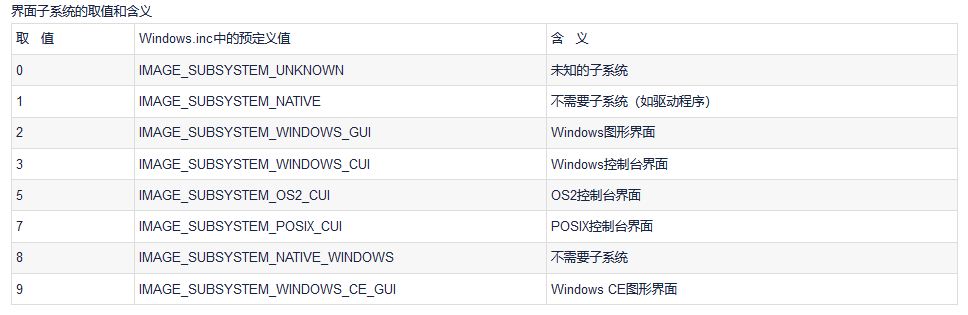 界面子系统的取值和含义
取 值 Windows.inc中的预定义值 含 义
0 IMAGE_SUBSYSTEM_UNKNOWN 未知的子系统
1 IMAGE_SUBSYSTEM_NATIVE 不需要子系统（如驱动程序）
2 IMAGE_SUBSYSTEM_WINDOWS_GUI Windows图形界面
3 IMAGE_SUBSYSTEM_WINDOWS_CUI Windows控制台界面
5 IMAGE_SUBSYSTEM_OS2_CUI OS2控制台界面
7 IMAGE_SUBSYSTEM_POSIX_CUI POSIX控制台界面
8 IMAGE_SUBSYSTEM_NATIVE_WINDOWS 不需要子系统
9 IMAGE_SUBSYSTEM_WINDOWS_CE_GUI Windows CE图形界面